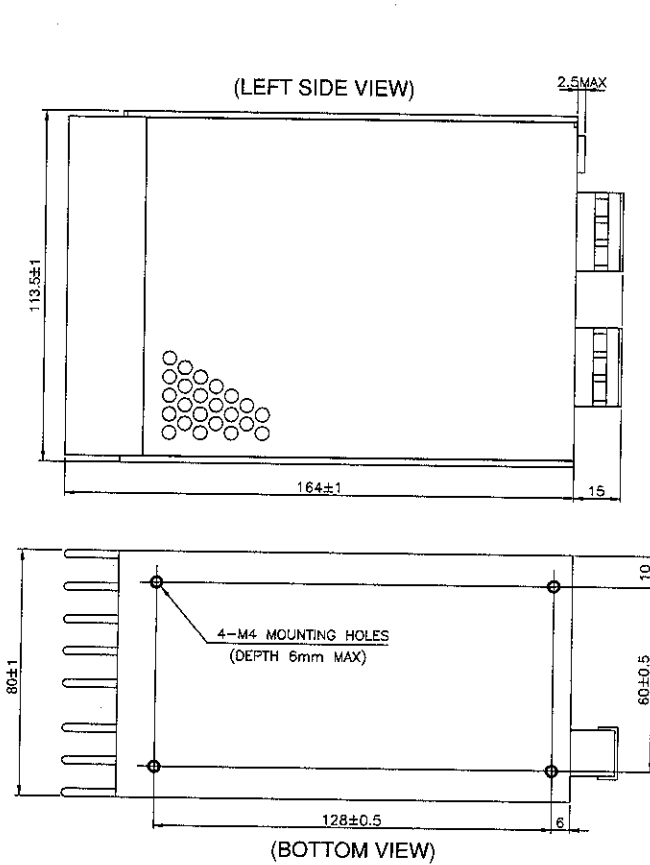 (LEFT SIDE VIEW)
2.5MAX
113.5±1
164±1
15
10
4-M4 MOUNTING HOLES
(DEPTH 6mm MAX)
80±1
60±0.5
128±0.5
6
(BOTTOM VIEW)